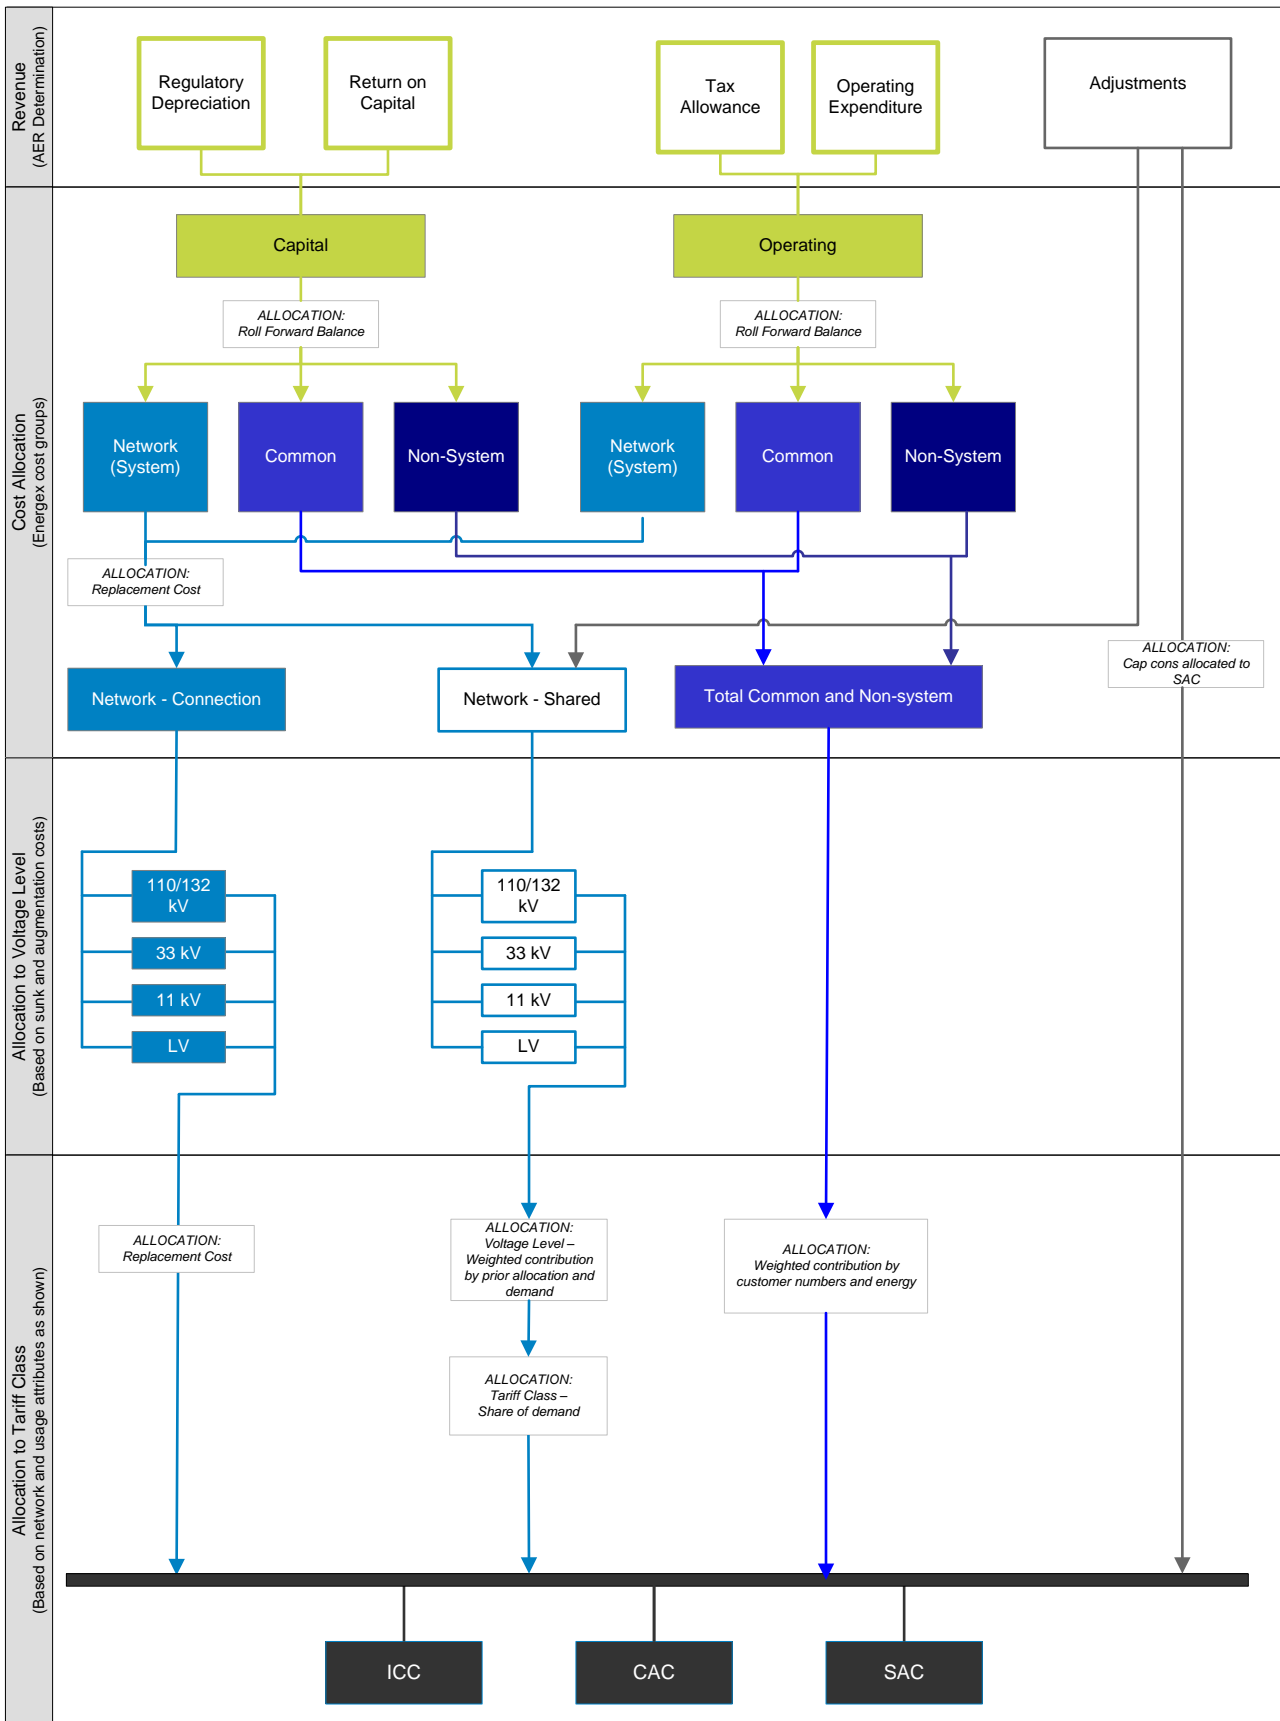 Revenue
(AER Determination)
Regulatory
Depreciation
Return on
Capital
Tax
Allowance
Operating
Expenditure
Adjustments
Cost Allocation
(Energex cost groups)
Capital
Operating
ALLOCATION:
Roll Forward Balance
ALLOCATION:
Roll Forward Balance
Network
(System)
Common
Non-System
Network
(System)
Common
Non-System
ALLOCATION:
Replacement Cost
ALLOCATION:
Cap cons allocated to
SAC
Network - Connection
Network - Shared
Total Common and Non-system
Allocation to Voltage Level
(Based on sunk and augmentation costs)
110/132
kV
33 kV
11 kV
LV
110/132
kV
33 kV
11 kV
LV
Allocation to Tariff Class
(Based on network and usage attributes as shown)
ALLOCATION:
Replacement Cost
ALLOCATION:
Voltage Level –
Weighted contribution
by prior allocation and
demand
ALLOCATION:
Weighted contribution by
customer numbers and energy
ALLOCATION:
Tariff Class –
Share of demand
ICC
CAC
SAC